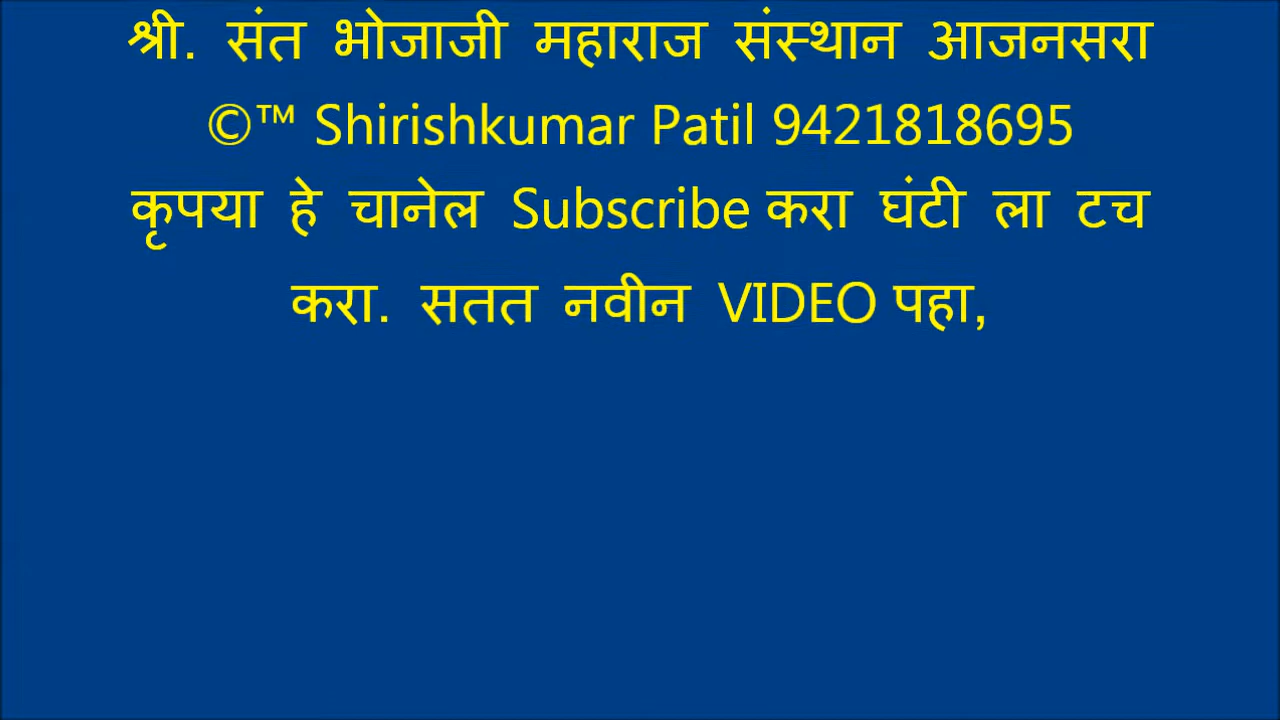 श्री. संत भोजाजी महाराज संस्थान आजनसरा
©™ Shirishkumar Patil 9421818695
कृपया हे चानेल Subscribe करा घंटी ला टच
करा. सतत नवीन VIDEO पहा,